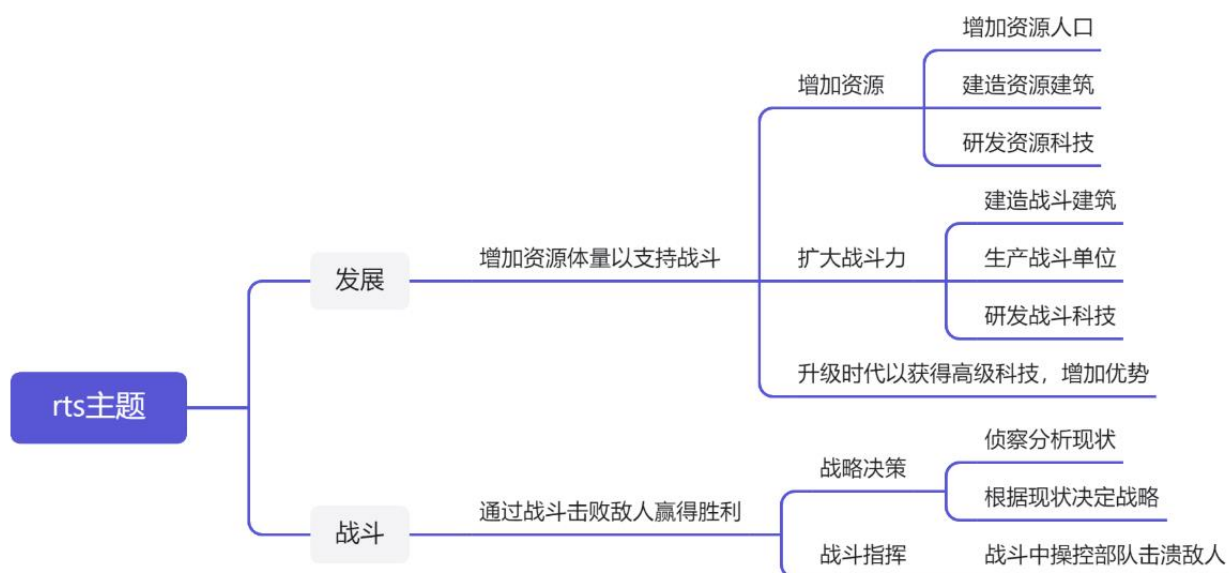 rts主题
发展
增加资源体量以支持战斗
增加资源
增加资源人口
建造资源建筑
研发资源科技
扩大战斗力
建造战斗建筑
生产战斗单位
研发战斗科技
升级时代以获得高级科技，增加优势
战斗
通过战斗击败敌人赢得胜利
战略决策
侦察分析现状
根据现状决定战略
战斗指挥
战斗中操控部队击溃敌人